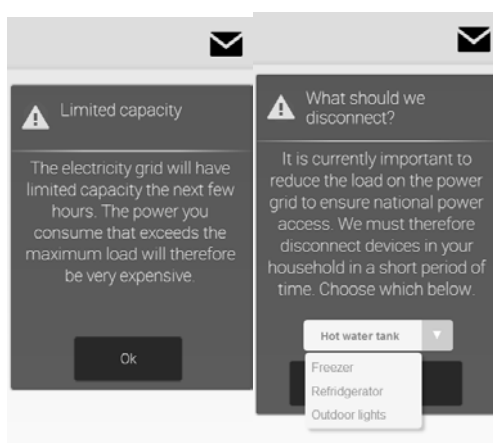 Limited capacity
The electricity grid will have
limited capacity the next few
hours. The power you
consume that exceeds the
maximum load will therefore
be very expensive.
Ok
What should we
disconnect?
It is currently important to
reduce the load on the power
grid to ensure national power
access. We must therefore
disconnect devices in your
household in a short period of
time. Choose which below.
Hot water tank
Freezer
Refridgerator
Outdoor lights